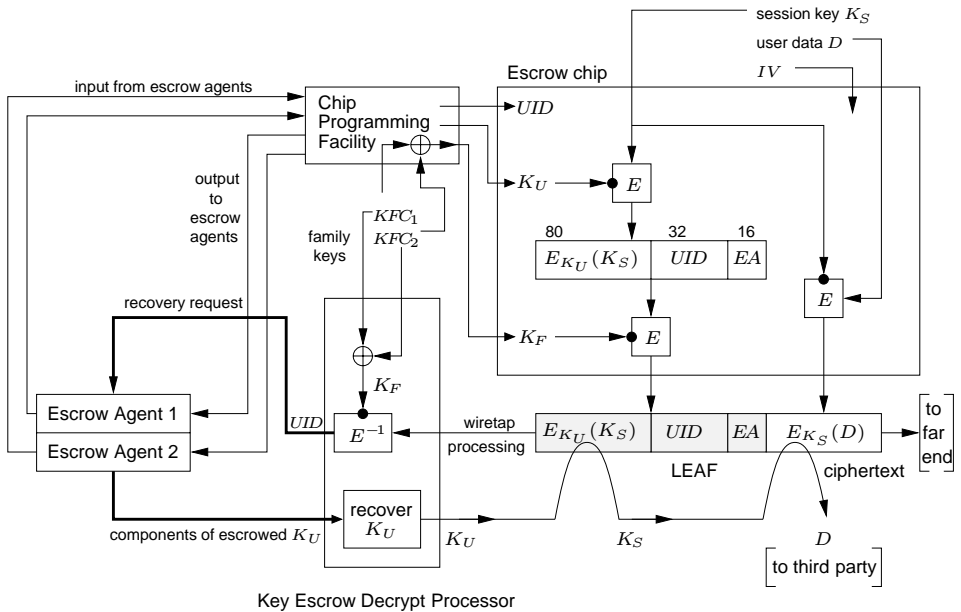 session key K_S
user data D
Escrow chip
IV
input from escrow agents
Chip
Programming
Facility
UID
output
to
escrow
agents
K_U
E
KFC_1
KFC_2
family
keys
80 32 16
E_{K_U}(K_S) UID EA
E
recovery request
K_F
E
K_F
Escrow Agent 1
Escrow Agent 2
UID
E^{-1}
wiretap
processing
E_{K_U}(K_S) UID EA E_{K_S}(D)
to
far
end
LEAF
ciphertext
components of escrowed K_U
recover
K_U
K_U
K_S
D
to third party
Key Escrow Decrypt Processor